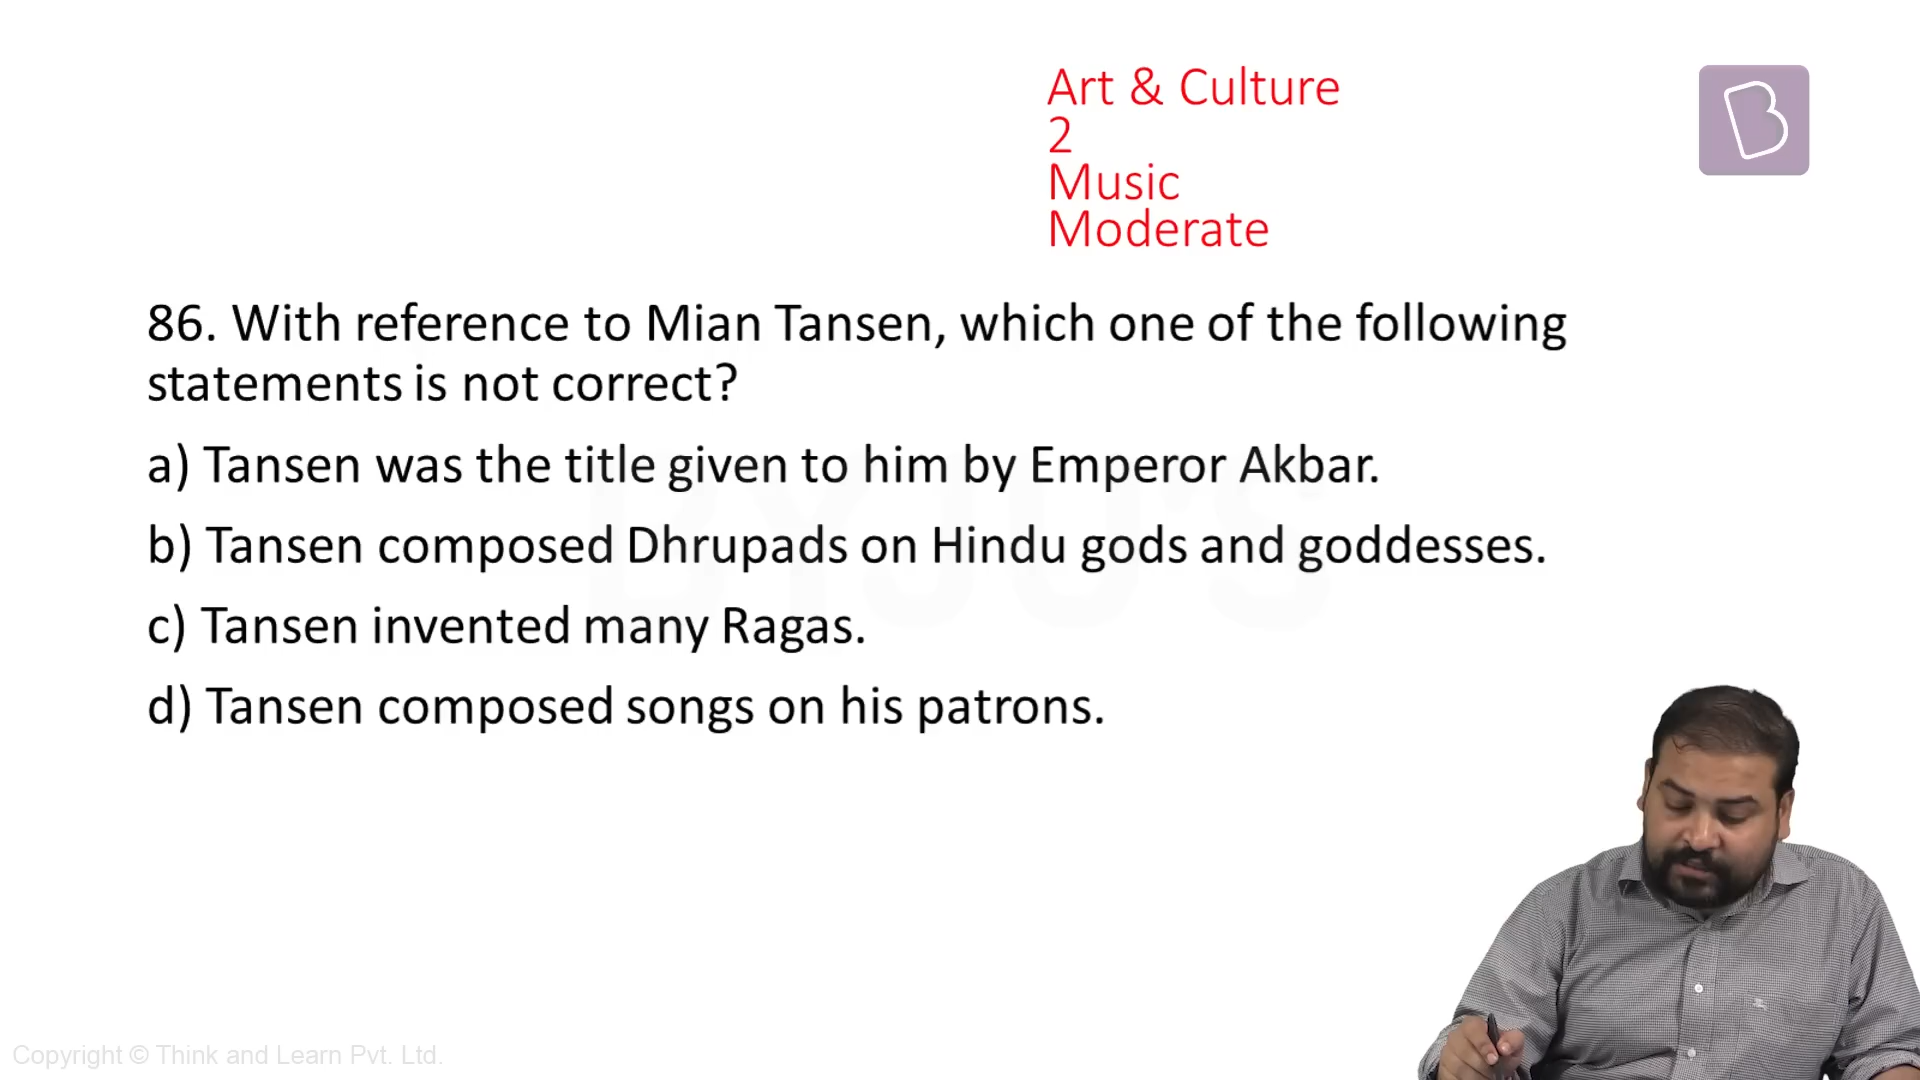 Art & Culture
2
Music
Moderate
86. With reference to Mian Tansen, which one of the following
statements is not correct?
a) Tansen was the title given to him by Emperor Akbar.
b) Tansen composed Dhrupads on Hindu gods and goddesses.
c) Tansen invented many Ragas.
d) Tansen composed songs on his patrons.
BYJU'S
Copyright © Think and Learn Pvt. Ltd.